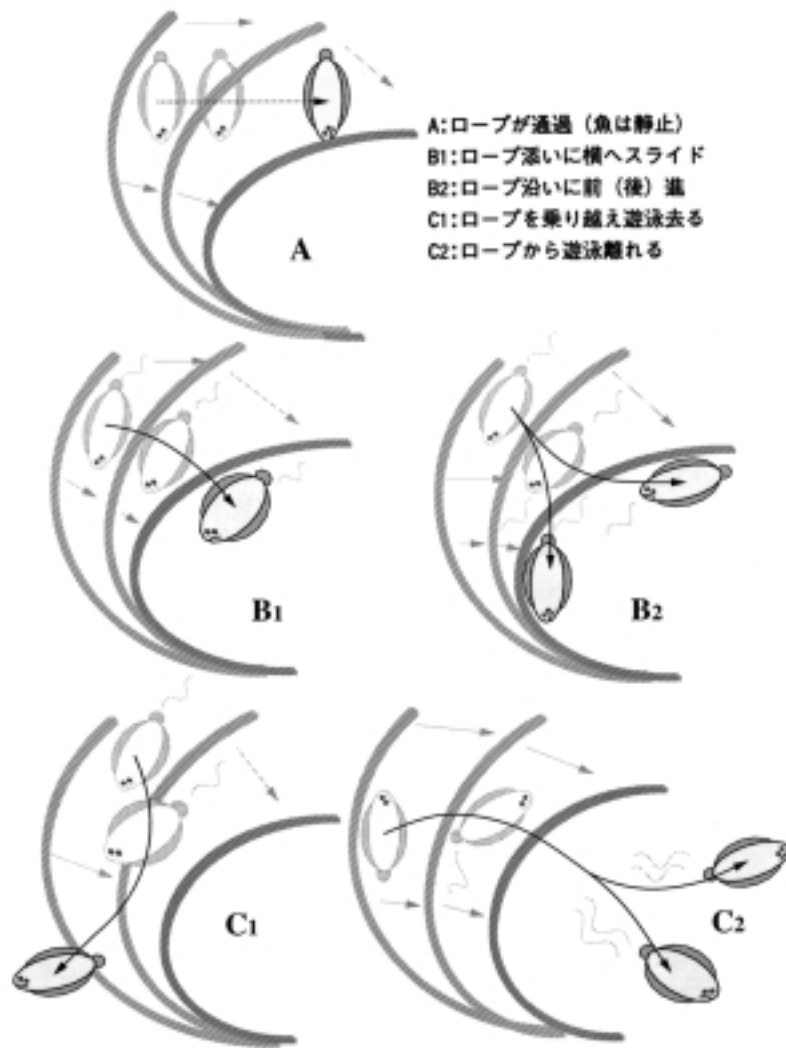 A:ロープが通過（魚は静止）
B1:ロープ添いに横へスライド
B2:ロープ沿いに前（後）進
C1:ロープを乗り越え遊泳去る
C2:ロープから遊泳離れる
A
B1
B2
C1
C2